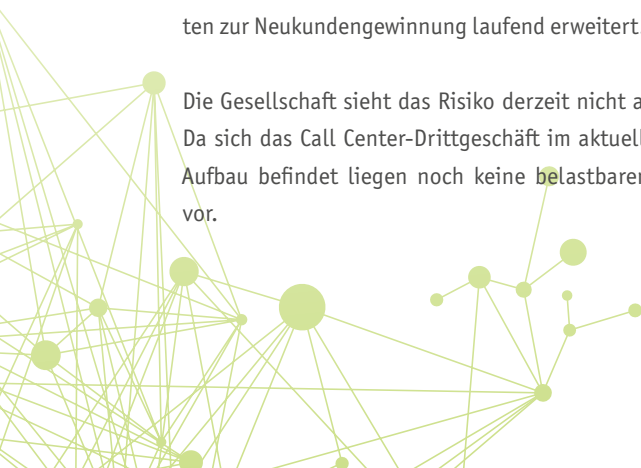 ten zur Neukundengewinnung laufend erweitert.
Die Gesellschaft sieht das Risiko derzeit nicht a
Da sich das Call Center-Drittgeschäft im aktuell
Aufbau befindet liegen noch keine belastbaren
vor.